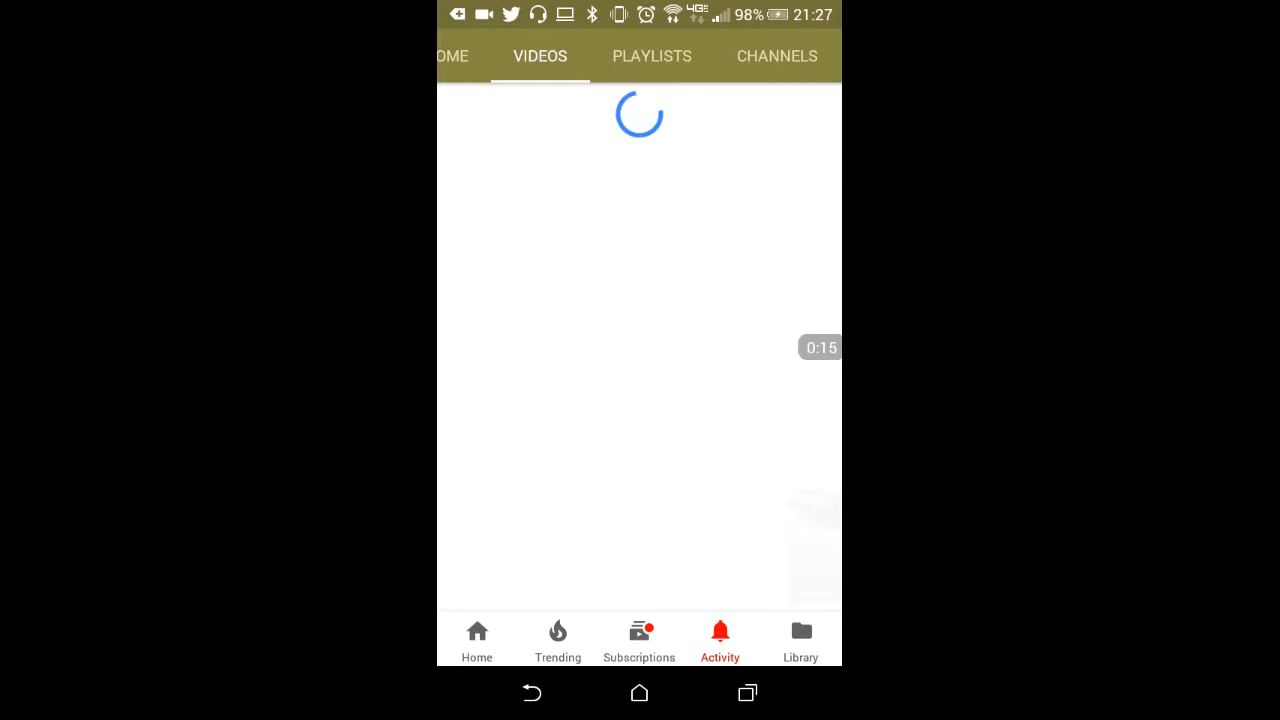 98% 21:27
OME VIDEOS PLAYLISTS CHANNELS
0:15
Home Trending Subscriptions Activity Library